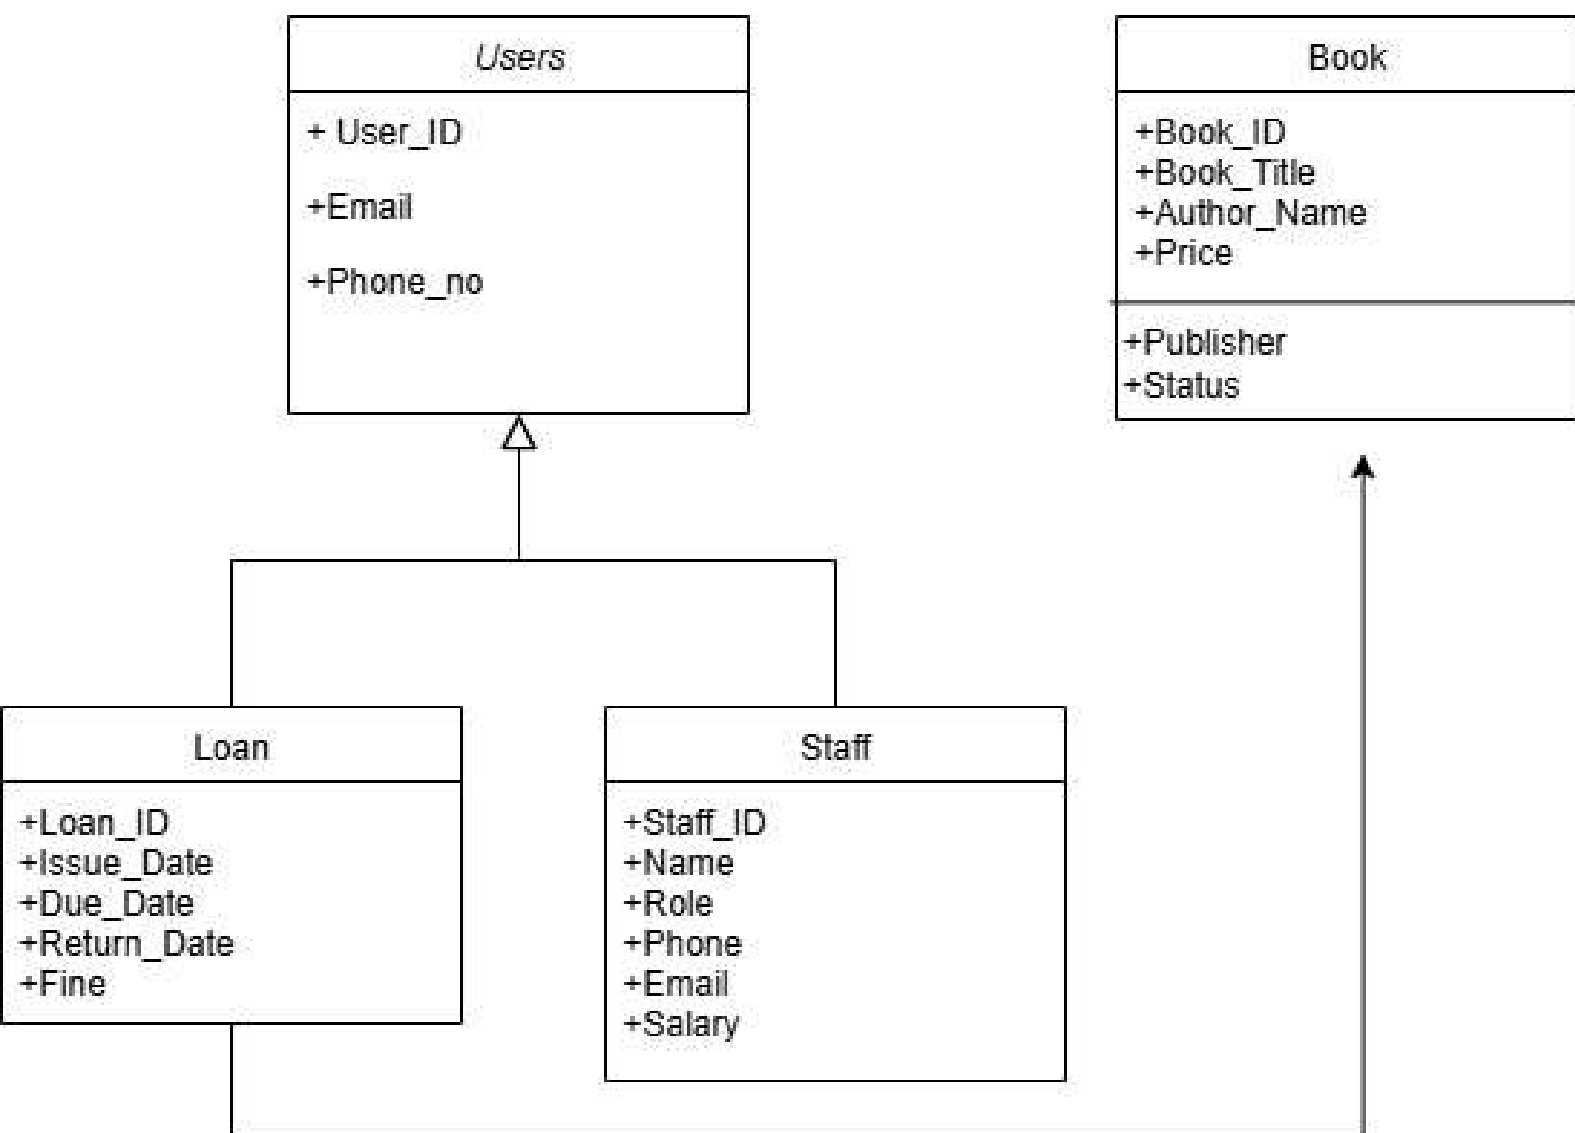 Users
+ User_ID
+Email
+Phone_no
Book
+Book_ID
+Book_Title
+Author_Name
+Price
+Publisher
+Status
Loan
+Loan_ID
+Issue_Date
+Due_Date
+Return_Date
+Fine
Staff
+Staff_ID
+Name
+Role
+Phone
+Email
+Salary